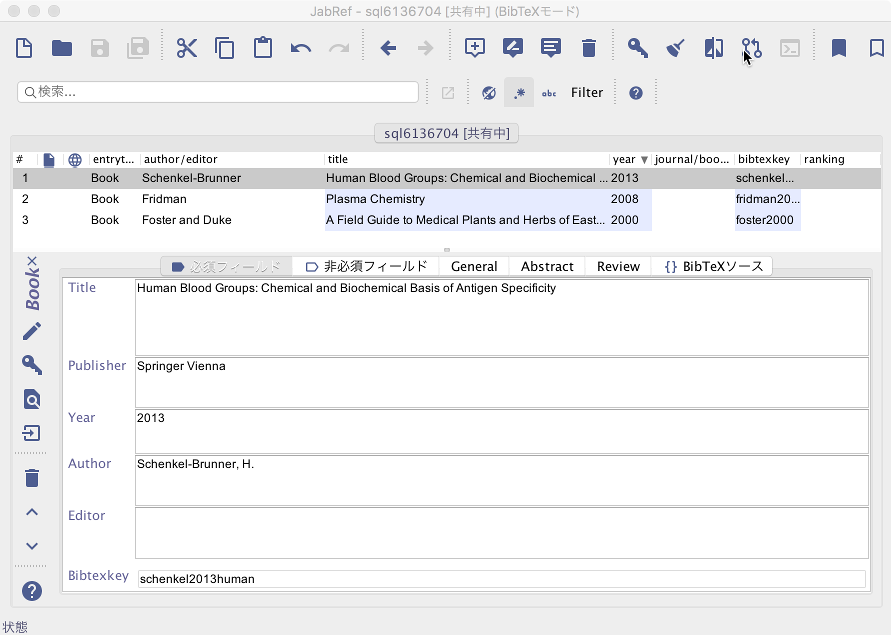 JabRef - sql6136704 [共有中] (BibTeXモード)
検索...
abc
Filter
sql6136704 [共有中]
# entryt... author/editor title year ▼ journal/boo... bibtexkey ranking
1 Book Schenkel-Brunner Human Blood Groups: Chemical and Biochemical ... 2013 schenkel...
2 Book Fridman Plasma Chemistry 2008 fridman20...
3 Book Foster and Duke A Field Guide to Medical Plants and Herbs of East... 2000 foster2000
Book
必須フィールド 非必須フィールド General Abstract Review {} BibTeXソース
Title Human Blood Groups: Chemical and Biochemical Basis of Antigen Specificity
Publisher Springer Vienna
Year 2013
Author Schenkel-Brunner, H.
Editor
Bibtexkey schenkel2013human
状態